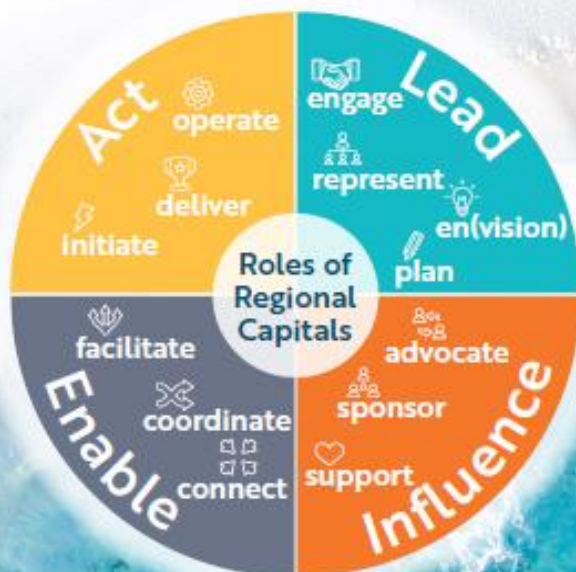 Act
operate
deliver
initiate
Lead
engage
represent
en(vision)
plan
Roles of
Regional
Capitals
Enable
facilitate
coordinate
connect
Influence
advocate
sponsor
support